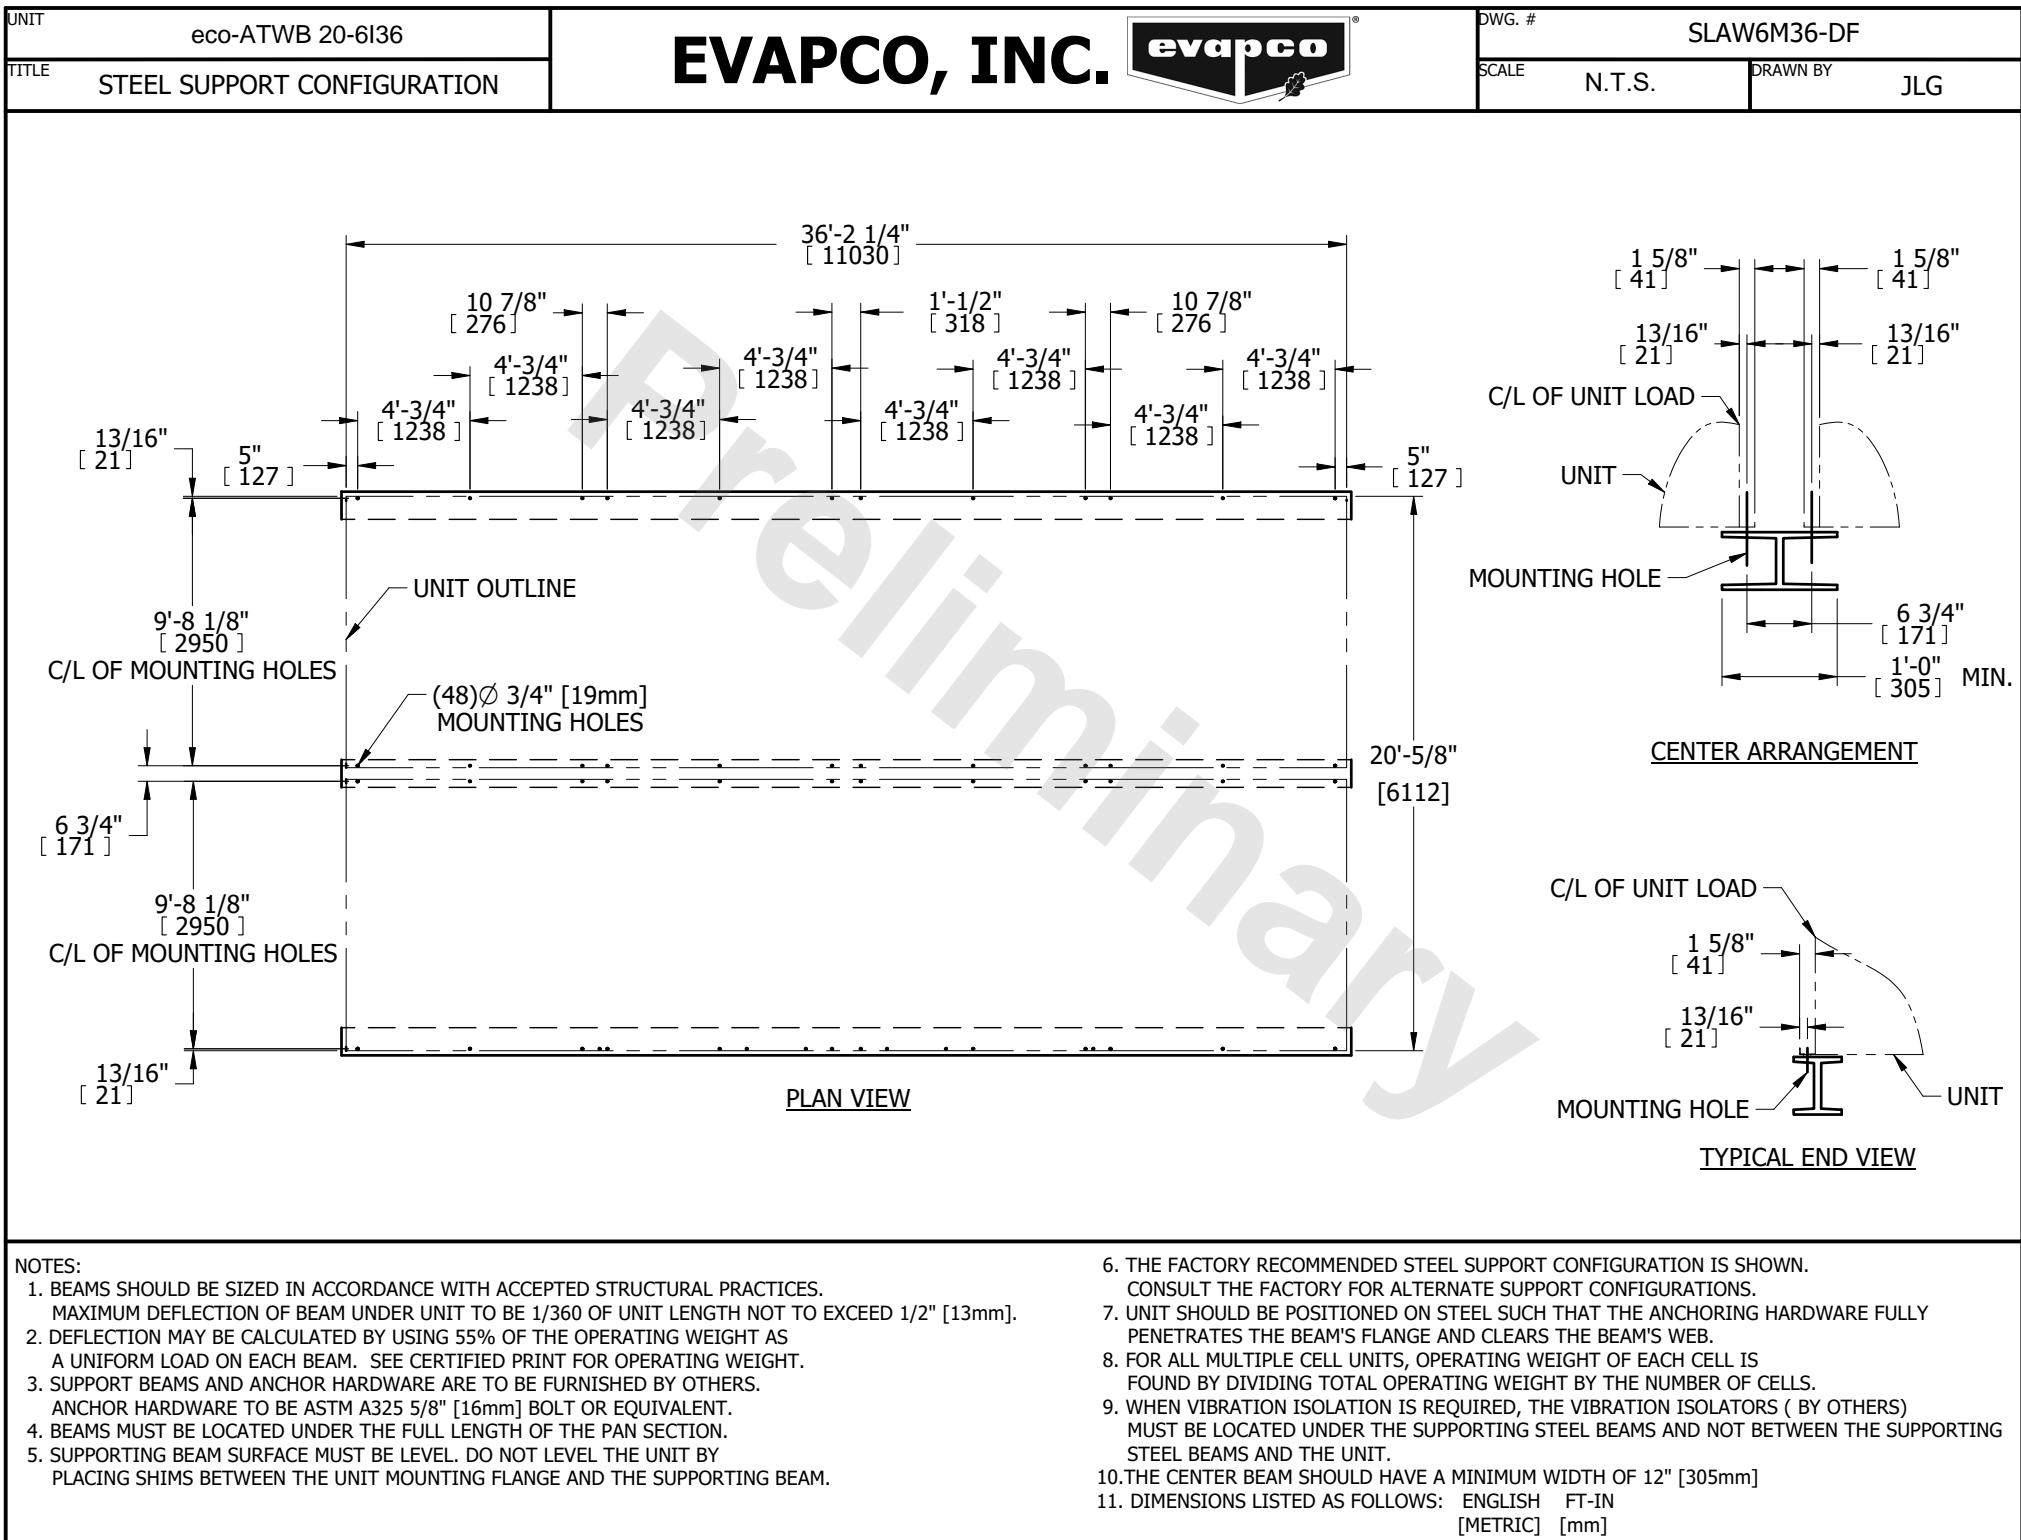 UNIT
eco-ATWB 20-6I36
TITLE
STEEL SUPPORT CONFIGURATION
EVAPCO, INC.
evapco
®
DWG. #
SLAW6M36-DF
SCALE
N.T.S.
DRAWN BY
JLG
36'-2 1/4"
[ 11030 ]
10 7/8"
[ 276 ]
1'-1/2"
[ 318 ]
10 7/8"
[ 276 ]
4'-3/4"
[ 1238 ]
4'-3/4"
[ 1238 ]
4'-3/4"
[ 1238 ]
4'-3/4"
[ 1238 ]
4'-3/4"
[ 1238 ]
4'-3/4"
[ 1238 ]
4'-3/4"
[ 1238 ]
4'-3/4"
[ 1238 ]
13/16"
[ 21 ]
5"
[ 127 ]
5"
[ 127 ]
UNIT OUTLINE
9'-8 1/8"
[ 2950 ]
C/L OF MOUNTING HOLES
(48)Ø 3/4" [19mm]
MOUNTING HOLES
20'-5/8"
[6112]
6 3/4"
[ 171 ]
9'-8 1/8"
[ 2950 ]
C/L OF MOUNTING HOLES
13/16"
[ 21 ]
PLAN VIEW
Preliminary
1 5/8"
[ 41 ]
1 5/8"
[ 41 ]
13/16"
[ 21 ]
13/16"
[ 21 ]
C/L OF UNIT LOAD
UNIT
MOUNTING HOLE
6 3/4"
[ 171 ]
1'-0"
[ 305 ] MIN.
CENTER ARRANGEMENT
C/L OF UNIT LOAD
1 5/8"
[ 41 ]
13/16"
[ 21 ]
MOUNTING HOLE
UNIT
TYPICAL END VIEW
NOTES:
1. BEAMS SHOULD BE SIZED IN ACCORDANCE WITH ACCEPTED STRUCTURAL PRACTICES.
MAXIMUM DEFLECTION OF BEAM UNDER UNIT TO BE 1/360 OF UNIT LENGTH NOT TO EXCEED 1/2" [13mm].
2. DEFLECTION MAY BE CALCULATED BY USING 55% OF THE OPERATING WEIGHT AS
A UNIFORM LOAD ON EACH BEAM. SEE CERTIFIED PRINT FOR OPERATING WEIGHT.
3. SUPPORT BEAMS AND ANCHOR HARDWARE ARE TO BE FURNISHED BY OTHERS.
ANCHOR HARDWARE TO BE ASTM A325 5/8" [16mm] BOLT OR EQUIVALENT.
4. BEAMS MUST BE LOCATED UNDER THE FULL LENGTH OF THE PAN SECTION.
5. SUPPORTING BEAM SURFACE MUST BE LEVEL. DO NOT LEVEL THE UNIT BY
PLACING SHIMS BETWEEN THE UNIT MOUNTING FLANGE AND THE SUPPORTING BEAM.
6. THE FACTORY RECOMMENDED STEEL SUPPORT CONFIGURATION IS SHOWN.
CONSULT THE FACTORY FOR ALTERNATE SUPPORT CONFIGURATIONS.
7. UNIT SHOULD BE POSITIONED ON STEEL SUCH THAT THE ANCHORING HARDWARE FULLY
PENETRATES THE BEAM'S FLANGE AND CLEARS THE BEAM'S WEB.
8. FOR ALL MULTIPLE CELL UNITS, OPERATING WEIGHT OF EACH CELL IS
FOUND BY DIVIDING TOTAL OPERATING WEIGHT BY THE NUMBER OF CELLS.
9. WHEN VIBRATION ISOLATION IS REQUIRED, THE VIBRATION ISOLATORS ( BY OTHERS)
MUST BE LOCATED UNDER THE SUPPORTING STEEL BEAMS AND NOT BETWEEN THE SUPPORTING
STEEL BEAMS AND THE UNIT.
10.THE CENTER BEAM SHOULD HAVE A MINIMUM WIDTH OF 12" [305mm]
11. DIMENSIONS LISTED AS FOLLOWS: ENGLISH FT-IN
[METRIC] [mm]